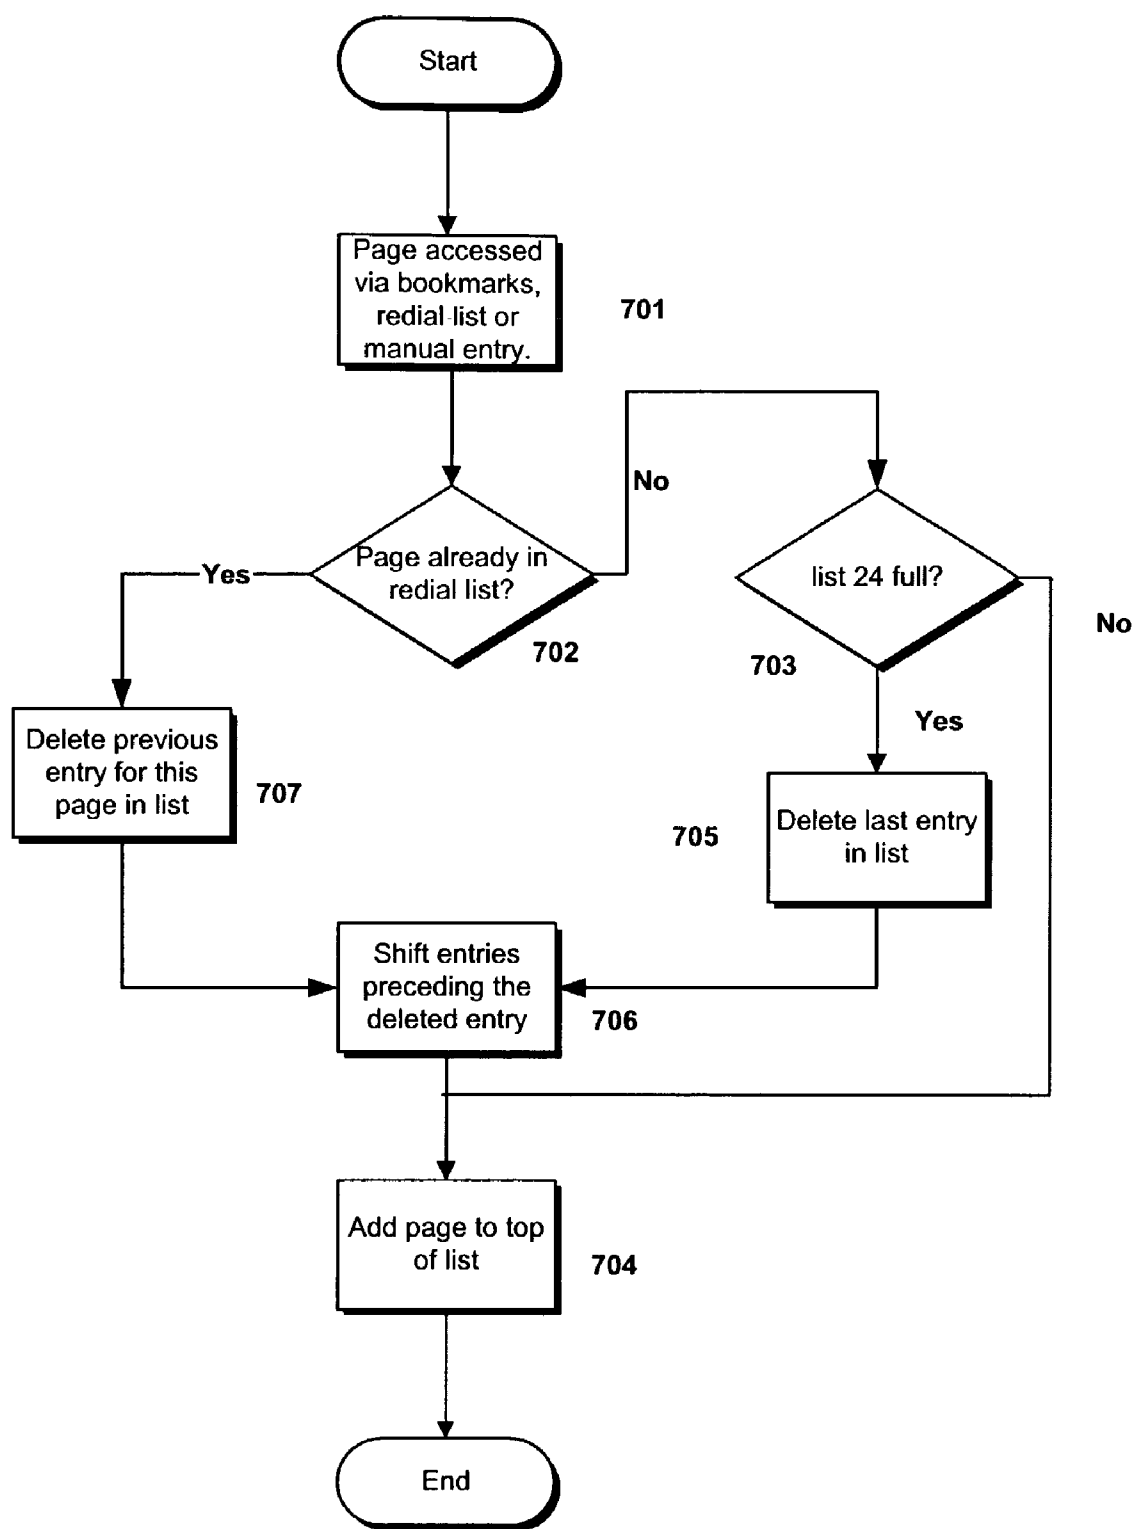 Start
Page accessed
via bookmarks,
redial list or
manual entry.
701
No
Page already in
redial list?
Yes
702
list 24 full?
No
703
Yes
Delete previous
entry for this
page in list
707
Delete last entry
in list
705
Shift entries
preceding the
deleted entry
706
Add page to top
of list
704
End